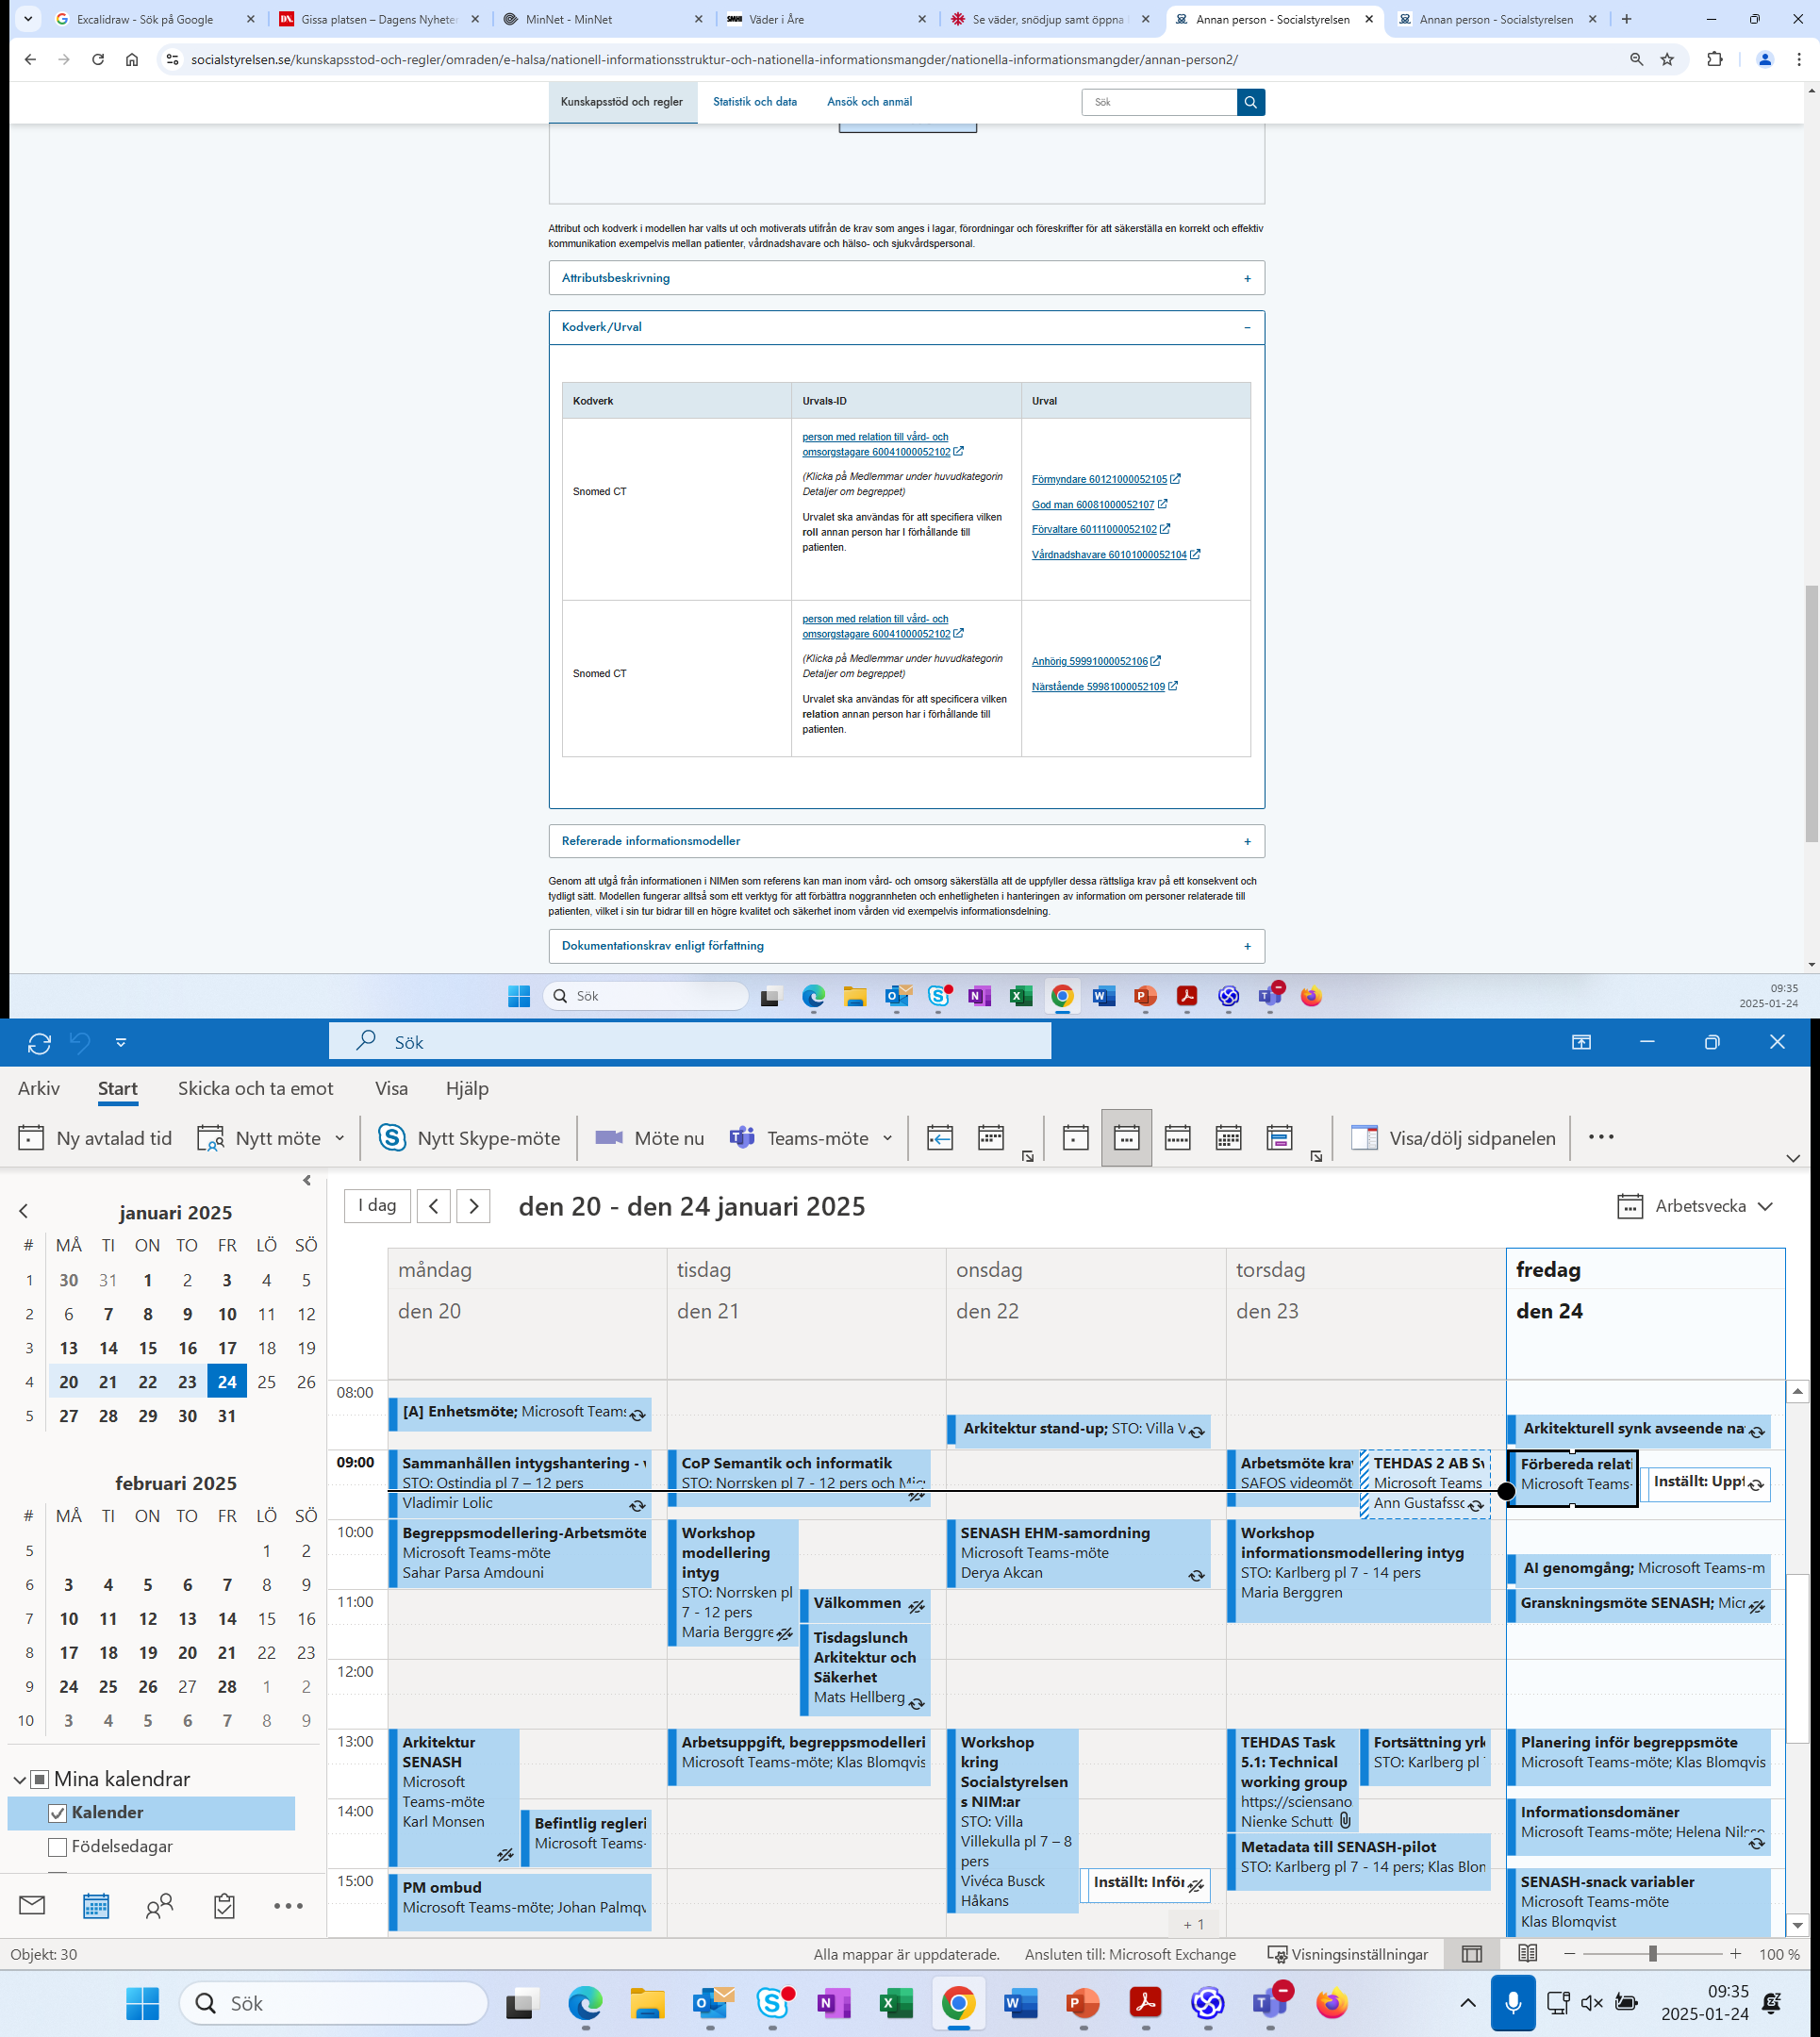 Excalidraw - Sök på Google
Gissa platsen – Dagens Nyheter
MinNet - MinNet
Väder i Åre
Se väder, snödjup samt öppna
Annan person - Socialstyrelsen
Annan person - Socialstyrelsen
socialstyrelsen.se/kunskapsstod-och-regler/omraden/e-halsa/nationell-informationsstruktur-och-nationella-informationsmangder/nationella-informationsmangder/annan-person2/
Kunskapsstöd och regler
Statistik och data
Ansök och anmäl
Sök
Attribut och kodverk i modellen har valts ut och motiverats utifrån de krav som anges i lagar, förordningar och föreskrifter för att säkerställa en korrekt och effektiv
kommunikation exempelvis mellan patienter, vårdnadshavare och hälso- och sjukvårdspersonal.
Attributsbeskrivning +
Kodverk/Urval –
Kodverk Urvals-ID Urval
Snomed CT
person med relation till vård- och
omsorgstagare 60041000052102
(Klicka på Medlemmar under huvudkategorin
Detaljer om begreppet)
Urvalet ska användas för att specifiera vilken
roll annan person har I förhållande till
patienten.
Förmyndare 60121000052105
God man 60081000052107
Förvaltare 60111000052102
Vårdnadshavare 60101000052104
Snomed CT
person med relation till vård- och
omsorgstagare 60041000052102
(Klicka på Medlemmar under huvudkategorin
Detaljer om begreppet)
Urvalet ska användas för att specificera vilken
relation annan person har i förhållande till
patienten.
Anhörig 59991000052106
Närstående 59981000052109
Refererade informationsmodeller +
Genom att utgå från informationen i NIMen som referens kan man inom vård- och omsorg säkerställa att de uppfyller dessa rättsliga krav på ett konsekvent och
tydligt sätt. Modellen fungerar alltså som ett verktyg för att förbättra noggrannheten och enhetligheten i hanteringen av information om personer relaterade till
patienten, vilket i sin tur bidrar till en högre kvalitet och säkerhet inom vården vid exempelvis informationsdelning.
Dokumentationskrav enligt författning +
Sök
09:35
2025-01-24
Sök
Arkiv Start Skicka och ta emot Visa Hjälp
Ny avtalad tid Nytt möte Nytt Skype-möte Möte nu Teams-möte Visa/dölj sidpanelen
januari 2025
# MÅ TI ON TO FR LÖ SÖ
1 30 31 1 2 3 4 5
2 6 7 8 9 10 11 12
3 13 14 15 16 17 18 19
4 20 21 22 23 24 25 26
5 27 28 29 30 31
februari 2025
# MÅ TI ON TO FR LÖ SÖ
5 1 2
6 3 4 5 6 7 8 9
7 10 11 12 13 14 15 16
8 17 18 19 20 21 22 23
9 24 25 26 27 28 1 2
10 3 4 5 6 7 8 9
Mina kalendrar
Kalender
Födelsedagar
I dag
den 20 - den 24 januari 2025
Arbetsvecka
måndag tisdag onsdag torsdag fredag
den 20 den 21 den 22 den 23 den 24
08:00
09:00
10:00
11:00
12:00
13:00
14:00
15:00
[A] Enhetsmöte; Microsoft Teams
Sammanhållen intygshantering -
STO: Ostindia pl 7 – 12 pers
Vladimir Lolic
Begreppsmodellering-Arbetsmöte
Microsoft Teams-möte
Sahar Parsa Amdouni
Arkitektur
SENASH
Microsoft
Teams-möte
Karl Monsen
Befintlig regleri
Microsoft Teams-
PM ombud
Microsoft Teams-möte; Johan Palmqv
CoP Semantik och informatik
STO: Norrsken pl 7 - 12 pers och Mic
Workshop
modellering
intyg
STO: Norrsken pl
7 - 12 pers
Maria Berggre
Välkommen
Tisdagslunch
Arkitektur och
Säkerhet
Mats Hellberg
Arbetsuppgift, begreppsmodelleri
Microsoft Teams-möte; Klas Blomqvis
Arkitektur stand-up; STO: Villa V
SENASH EHM-samordning
Microsoft Teams-möte
Derya Akcan
Workshop
kring
Socialstyrelsen
s NIM:ar
STO: Villa
Villekulla pl 7 – 8
pers
Vivéca Busck
Håkans
Inställt: Inför
+ 1
Arbetsmöte kra
SAFOS videomöt
TEHDAS 2 AB Sv
Microsoft Teams
Ann Gustafssc
Workshop
informationsmodellering intyg
STO: Karlberg pl 7 - 14 pers
Maria Berggren
TEHDAS Task
5.1: Technical
working group
https://sciensano
Nienke Schutt
Fortsättning yrk
STO: Karlberg pl
Metadata till SENASH-pilot
STO: Karlberg pl 7 - 14 pers; Klas Blon
Arkitekturell synk avseende na
Förbereda relati
Microsoft Teams-
Inställt: Uppf
AI genomgång; Microsoft Teams-m
Granskningsmöte SENASH; Micr
Planering inför begreppsmöte
Microsoft Teams-möte; Klas Blomqvis
Informationsdomäner
Microsoft Teams-möte; Helena Nilsso
SENASH-snack variabler
Microsoft Teams-möte
Klas Blomqvist
Objekt: 30
Alla mappar är uppdaterade. Ansluten till: Microsoft Exchange Visningsinställningar 100 %
Sök
09:35
2025-01-24